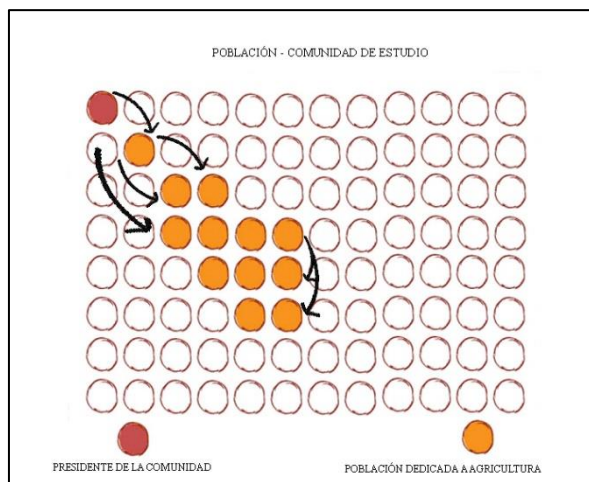 POBLACIÓN - COMUNIDAD DE ESTUDIO
PRESIDENTE DE LA COMUNIDAD
POBLACIÓN DEDICADA A AGRICULTURA